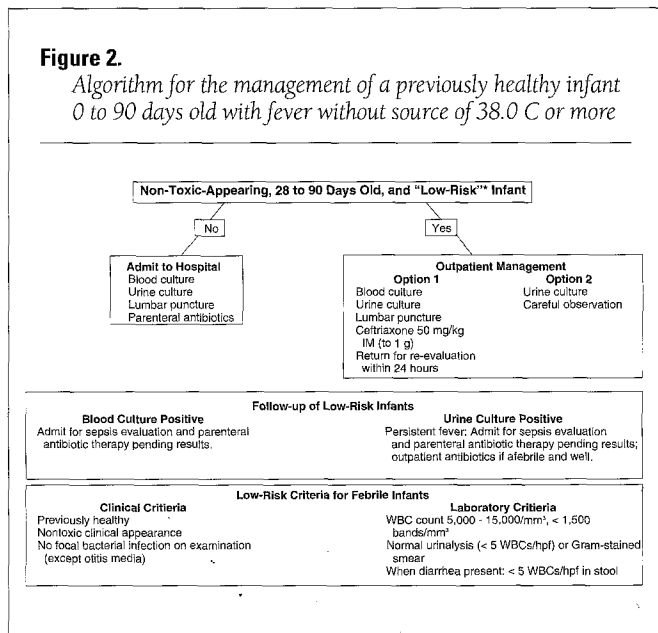 Figure 2.
Algorithm for the management of a previously healthy infant
0 to 90 days old with fever without source of 38.0 C or more
Non-Toxic-Appearing, 28 to 90 Days Old, and "Low-Risk"* Infant
No
Yes
Admit to Hospital
Blood culture
Urine culture
Lumbar puncture
Parenteral antibiotics
Outpatient Management
Option 1
Blood culture
Urine culture
Lumbar puncture
Ceftriaxone 50 mg/kg
IM (to 1 g)
Return for re-evaluation
within 24 hours
Option 2
Urine culture
Careful observation
Follow-up of Low-Risk Infants
Blood Culture Positive
Admit for sepsis evaluation and parenteral
antibiotic therapy pending results.
Urine Culture Positive
Persistent fever: Admit for sepsis evaluation
and parenteral antibiotic therapy pending results;
outpatient antibiotics if afebrile and well.
Low-Risk Criteria for Febrile Infants
Clinical Critieria
Previously healthy
Nontoxic clinical appearance
No focal bacterial infection on examination
(except otitis media)
Laboratory Critieria
WBC count 5,000 - 15,000/mm³, < 1,500
bands/mm³
Normal urinalysis (< 5 WBCs/hpf) or Gram-stained
smear
When diarrhea present: < 5 WBCs/hpf in stool